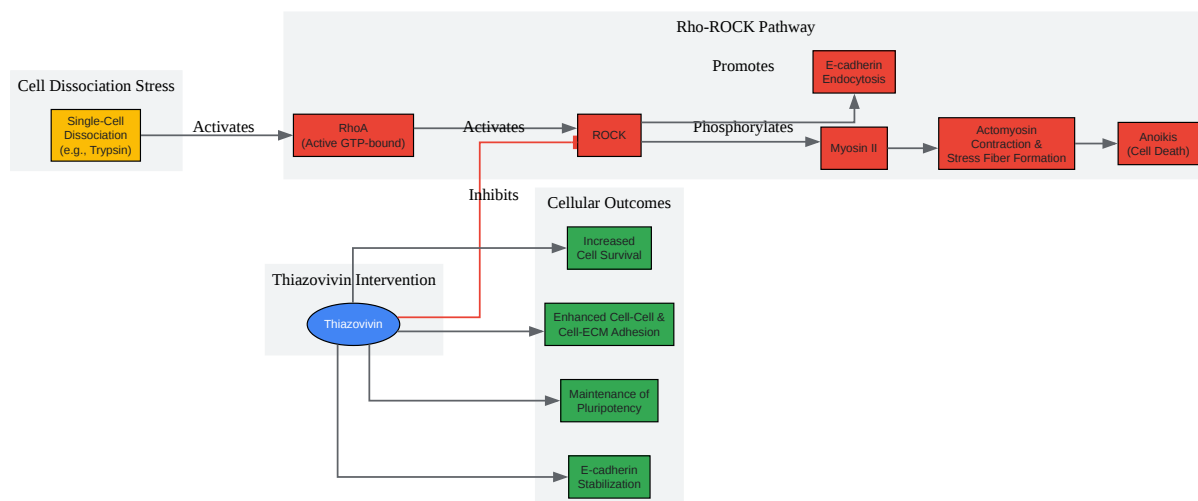 Rho-ROCK Pathway
Cell Dissociation Stress
Single-Cell
Dissociation
(e.g., Trypsin)
Activates
RhoA
(Active GTP-bound)
Activates
ROCK
Promotes
E-cadherin
Endocytosis
Phosphorylates
Myosin II
Actomyosin
Contraction &
Stress Fiber Formation
Anoikis
(Cell Death)
Inhibits
Cellular Outcomes
Increased
Cell Survival
Thiazovivin Intervention
Thiazovivin
Enhanced Cell-Cell &
Cell-ECM Adhesion
Maintenance of
Pluripotency
E-cadherin
Stabilization